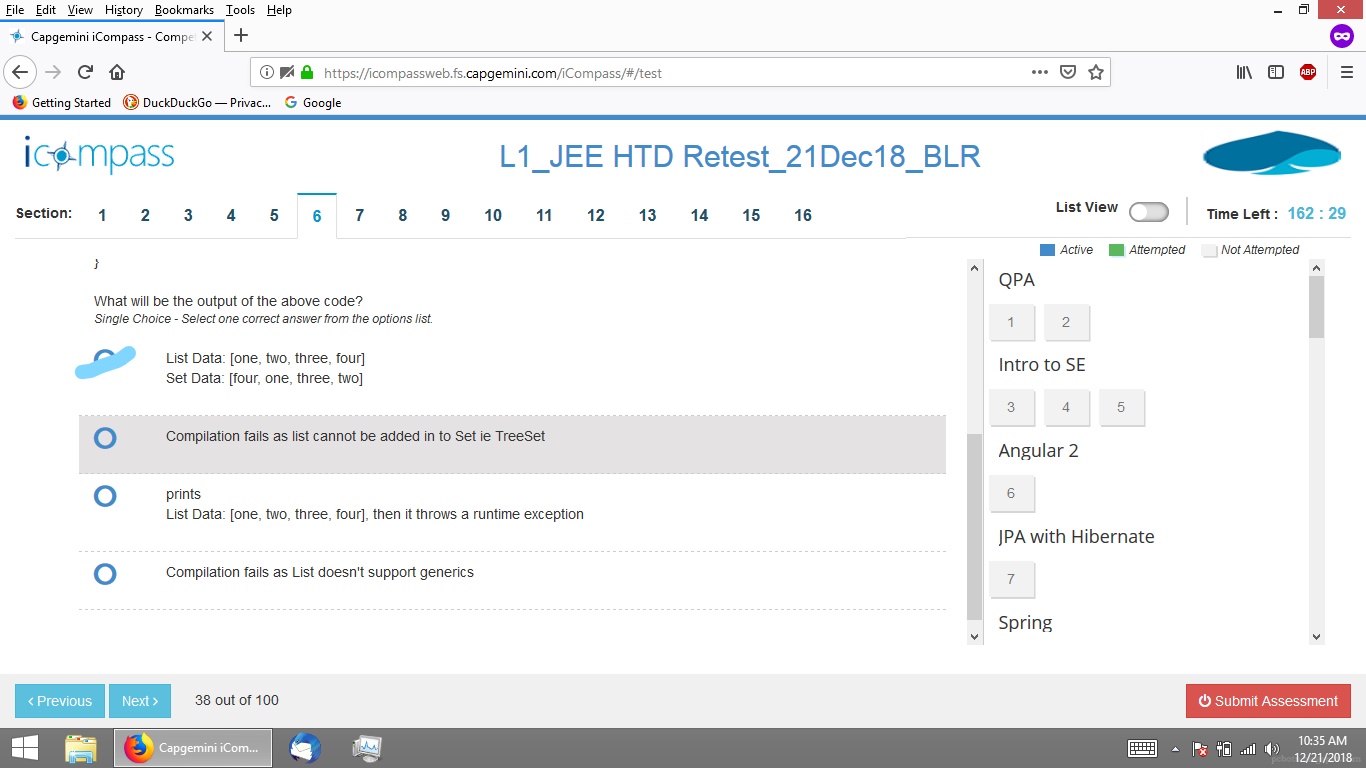 File Edit View History Bookmarks Tools Help
Capgemini iCompass - Compe
https://icompassweb.fs.capgemini.com/iCompass/#/test
ABP
Getting Started DuckDuckGo — Privac... Google
icompass
L1_JEE HTD Retest_21Dec18_BLR
Section: 1 2 3 4 5 6 7 8 9 10 11 12 13 14 15 16
List View
Time Left : 162 : 29
Active Attempted Not Attempted
}
What will be the output of the above code?
Single Choice - Select one correct answer from the options list.
List Data: [one, two, three, four]
Set Data: [four, one, three, two]
Compilation fails as list cannot be added in to Set ie TreeSet
prints
List Data: [one, two, three, four], then it throws a runtime exception
Compilation fails as List doesn't support generics
QPA
1 2
Intro to SE
3 4 5
Angular 2
6
JPA with Hibernate
7
Spring
Previous Next 38 out of 100
Submit Assessment
Capgemini iCom...
10:35 AM
12/21/2018